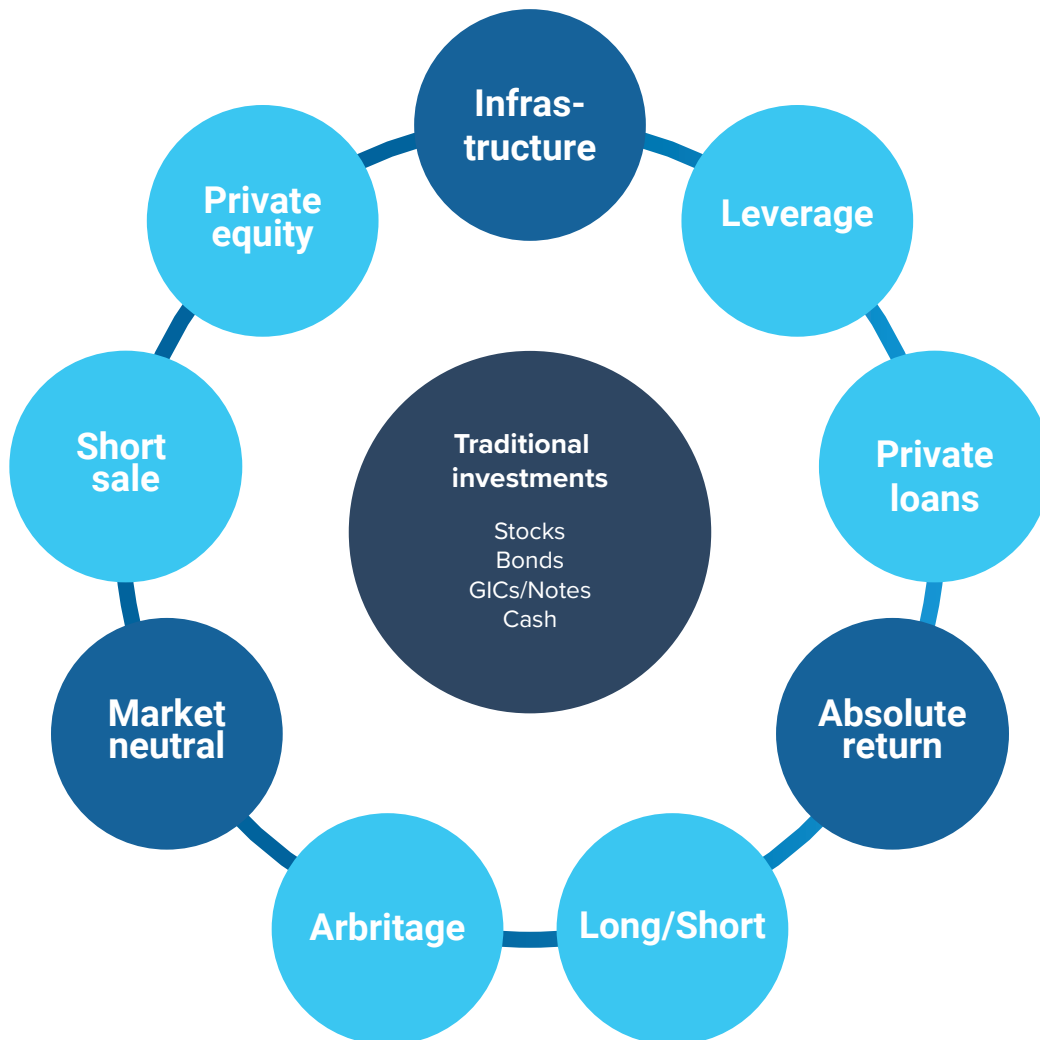 Infras-
tructure
Private
equity
Leverage
Short
sale
Traditional
investments
Stocks
Bonds
GICs/Notes
Cash
Private
loans
Market
neutral
Absolute
return
Arbritage
Long/Short